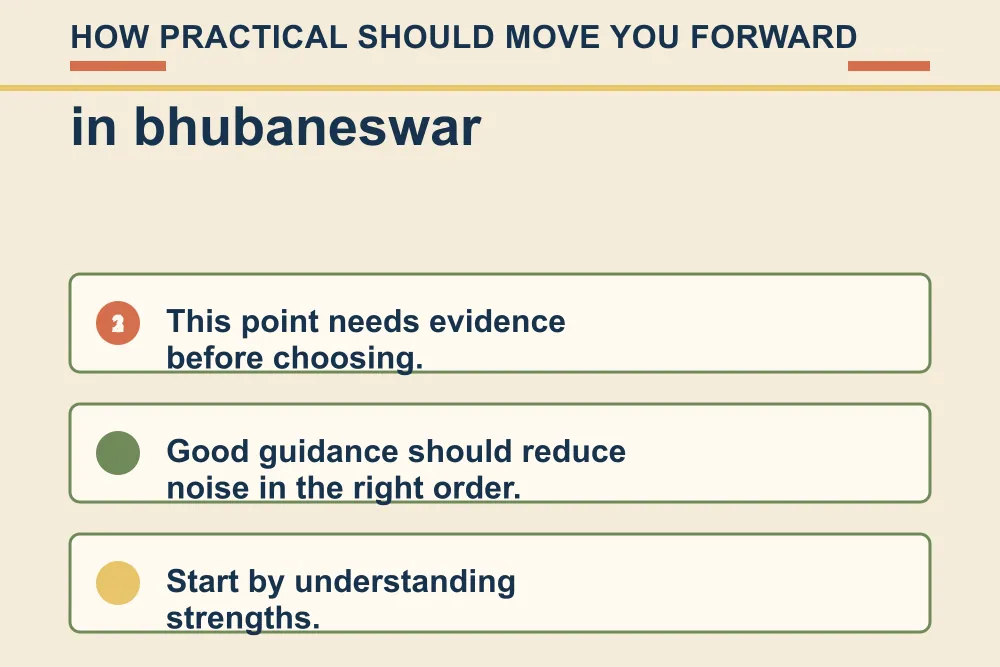 HOW PRACTICAL SHOULD MOVE YOU FORWARD
in bhubaneswar
This point needs evidence
before choosing.
Good guidance should reduce
noise in the right order.
Start by understanding
strengths.